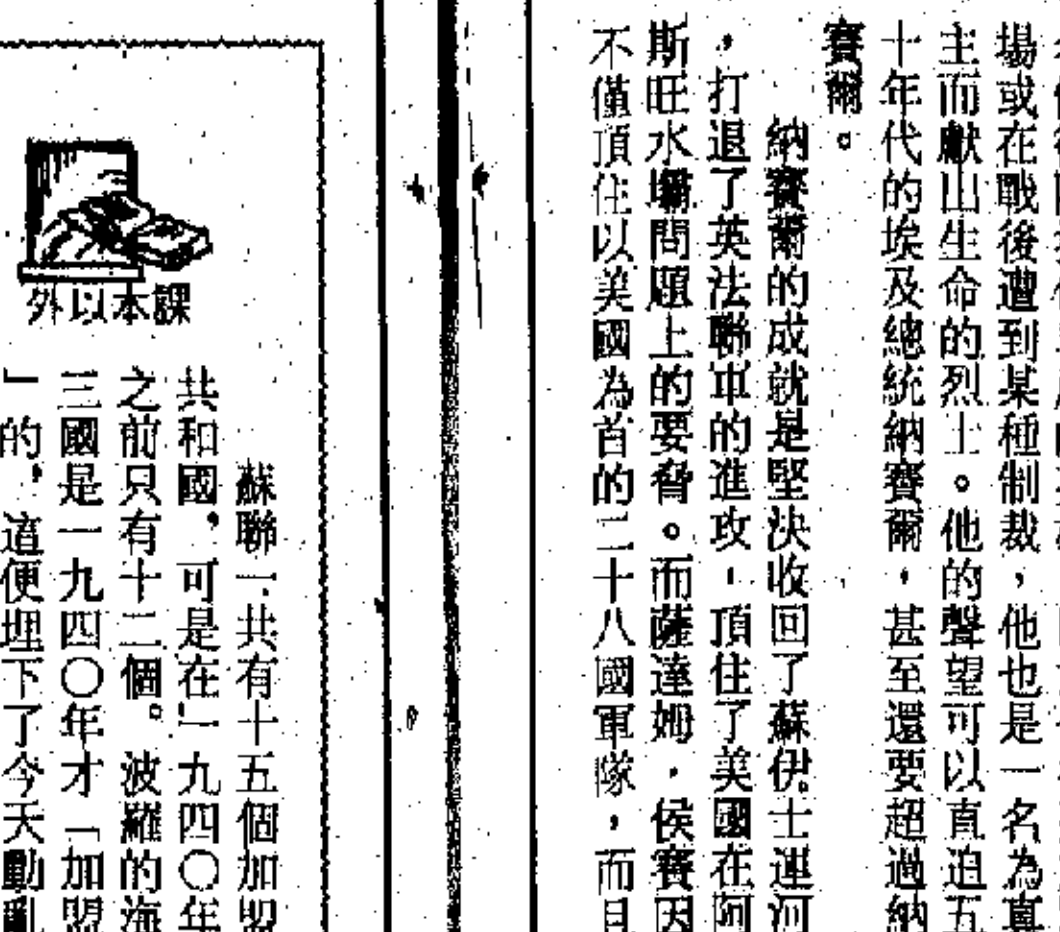 場或在戰後遭到某種制裁，他也是一名為真
主而獻出生命的烈士。他的聲望可以直迫五
十年代的埃及總統納賽爾，甚至還要超過納
賽爾。
納賽爾的成就是堅決收回了蘇伊士運河
，打退了英法聯軍的進攻，頂住了美國在阿
斯旺水壩問題上的要脅。而薩達姆·侯賽因
不僅頂住以美國為首的二十八國軍隊，而且
外以本課
蘇聯一共有十五個加盟
共和國，可是在一九四〇年
之前只有十二個。波羅的海
三國是一九四〇年才「加盟
」的，這便埋下了今天動亂